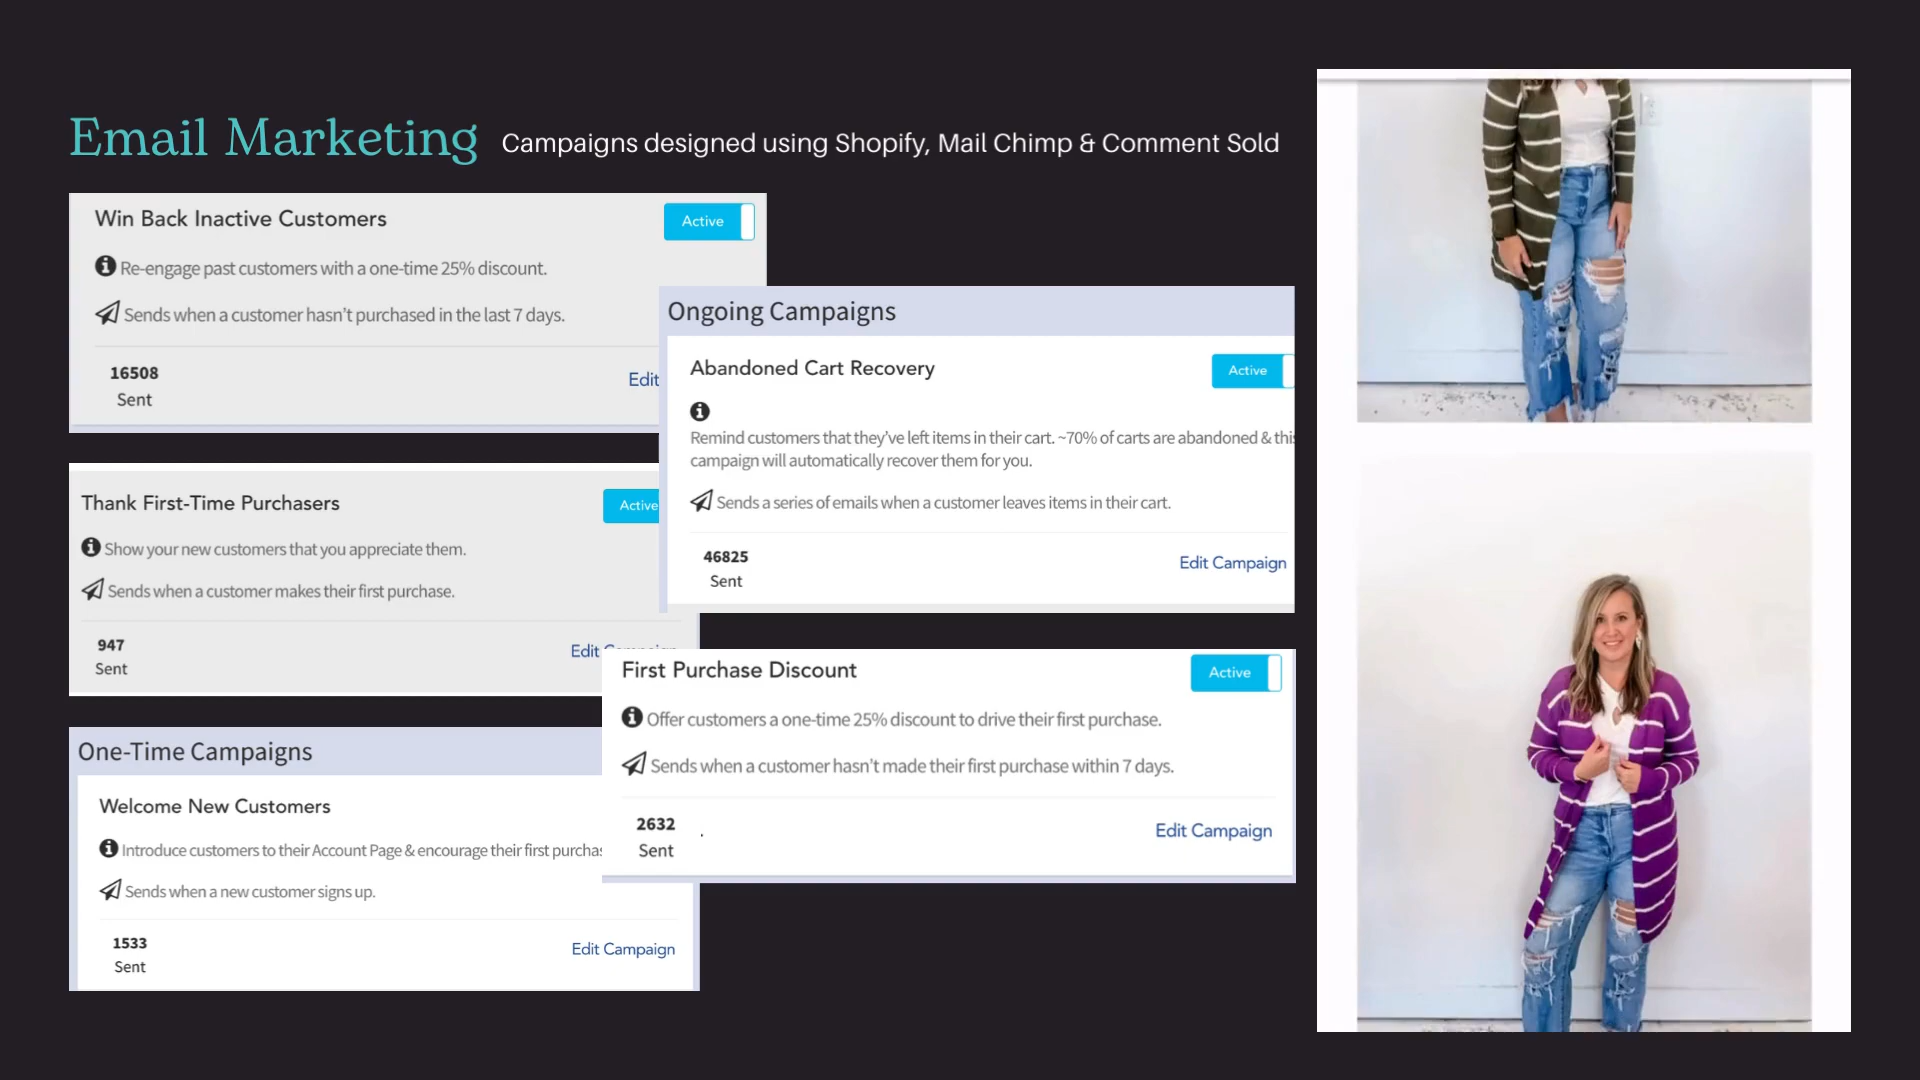 Email Marketing
Campaigns designed using Shopify, Mail Chimp & Comment Sold
Win Back Inactive Customers
Active
Re-engage past customers with a one-time 25% discount.
Sends when a customer hasn't purchased in the last 7 days.
16508
Sent
Edit
Ongoing Campaigns
Abandoned Cart Recovery
Active
Remind customers that they've left items in their cart. ~70% of carts are abandoned & this
campaign will automatically recover them for you.
Sends a series of emails when a customer leaves items in their cart.
46825
Sent
Edit Campaign
Thank First-Time Purchasers
Active
Show your new customers that you appreciate them.
Sends when a customer makes their first purchase.
947
Sent
Edit
First Purchase Discount
Active
Offer customers a one-time 25% discount to drive their first purchase.
Sends when a customer hasn't made their first purchase within 7 days.
2632
Sent
Edit Campaign
One-Time Campaigns
Welcome New Customers
Introduce customers to their Account Page & encourage their first
Sends when a new customer signs up.
1533
Sent
Edit Campaign